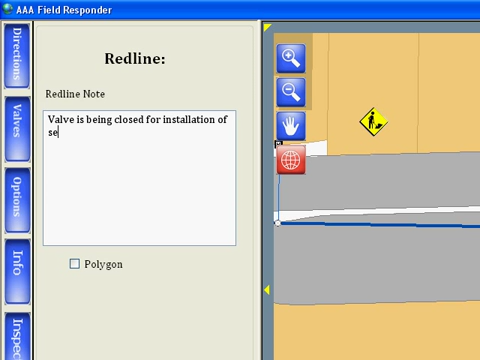 AAA Field Responder
Directions
Valves
Options
Info
Redline:
Redline Note
Valve is being closed for installation of
se
Polygon